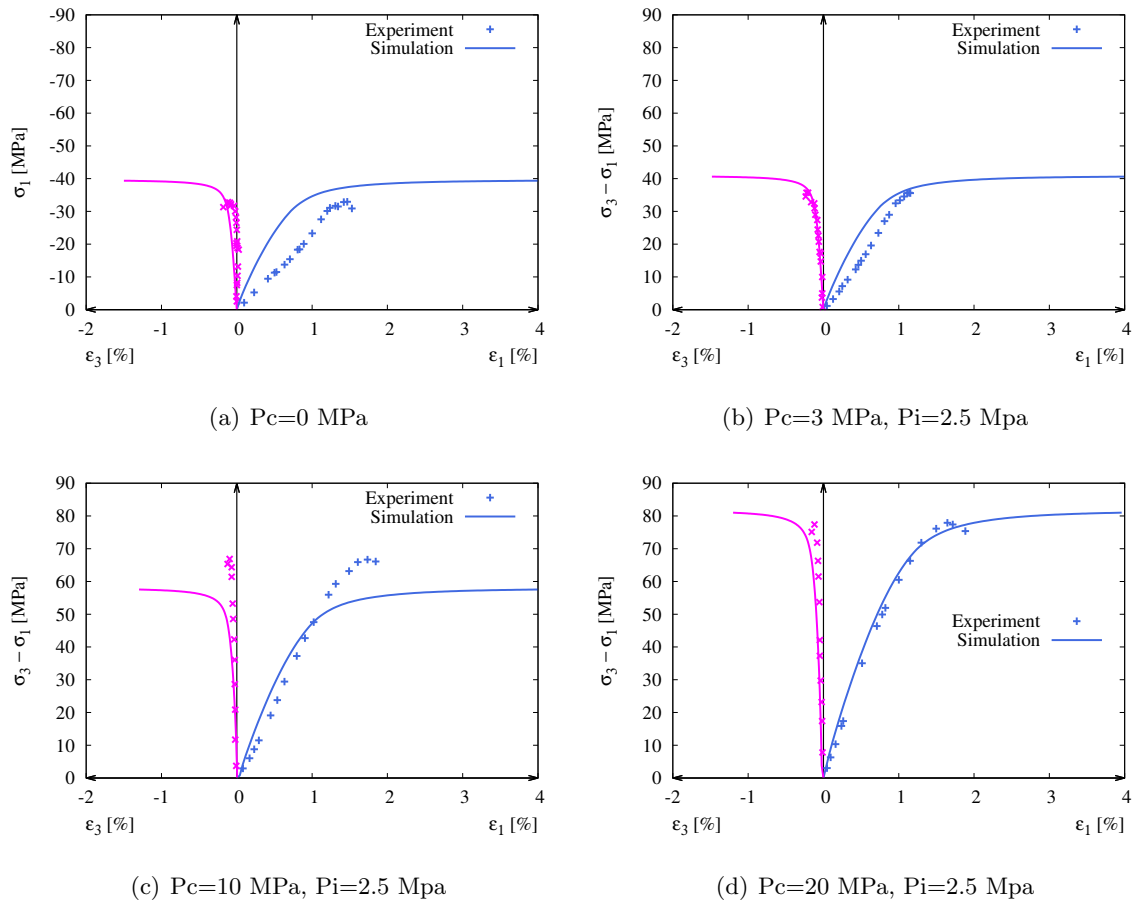 -90
-80
-70
-60
-50
-40
-30
-20
-10
0
σ1 [MPa]
Experiment
Simulation
-2 -1 0 1 2 3 4
ε3 [%] ε1 [%]
(a) Pc=0 MPa
90
80
70
60
50
40
30
20
10
0
σ3 – σ1 [MPa]
Experiment
Simulation
-2 -1 0 1 2 3 4
ε3 [%] ε1 [%]
(b) Pc=3 MPa, Pi=2.5 Mpa
90
80
70
60
50
40
30
20
10
0
σ3 – σ1 [MPa]
Experiment
Simulation
-2 -1 0 1 2 3 4
ε3 [%] ε1 [%]
(c) Pc=10 MPa, Pi=2.5 Mpa
90
80
70
60
50
40
30
20
10
0
σ3 – σ1 [MPa]
Experiment
Simulation
-2 -1 0 1 2 3 4
ε3 [%] ε1 [%]
(d) Pc=20 MPa, Pi=2.5 Mpa